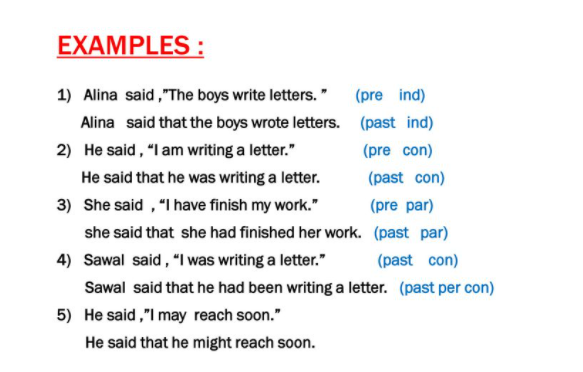 EXAMPLES :
1) Alina said ,”The boys write letters. ” (pre ind)
Alina said that the boys wrote letters. (past ind)
2) He said , “I am writing a letter.” (pre con)
He said that he was writing a letter. (past con)
3) She said , “I have finish my work.” (pre par)
she said that she had finished her work. (past par)
4) Sawal said , “I was writing a letter.” (past con)
Sawal said that he had been writing a letter. (past per con)
5) He said ,”I may reach soon.”
He said that he might reach soon.